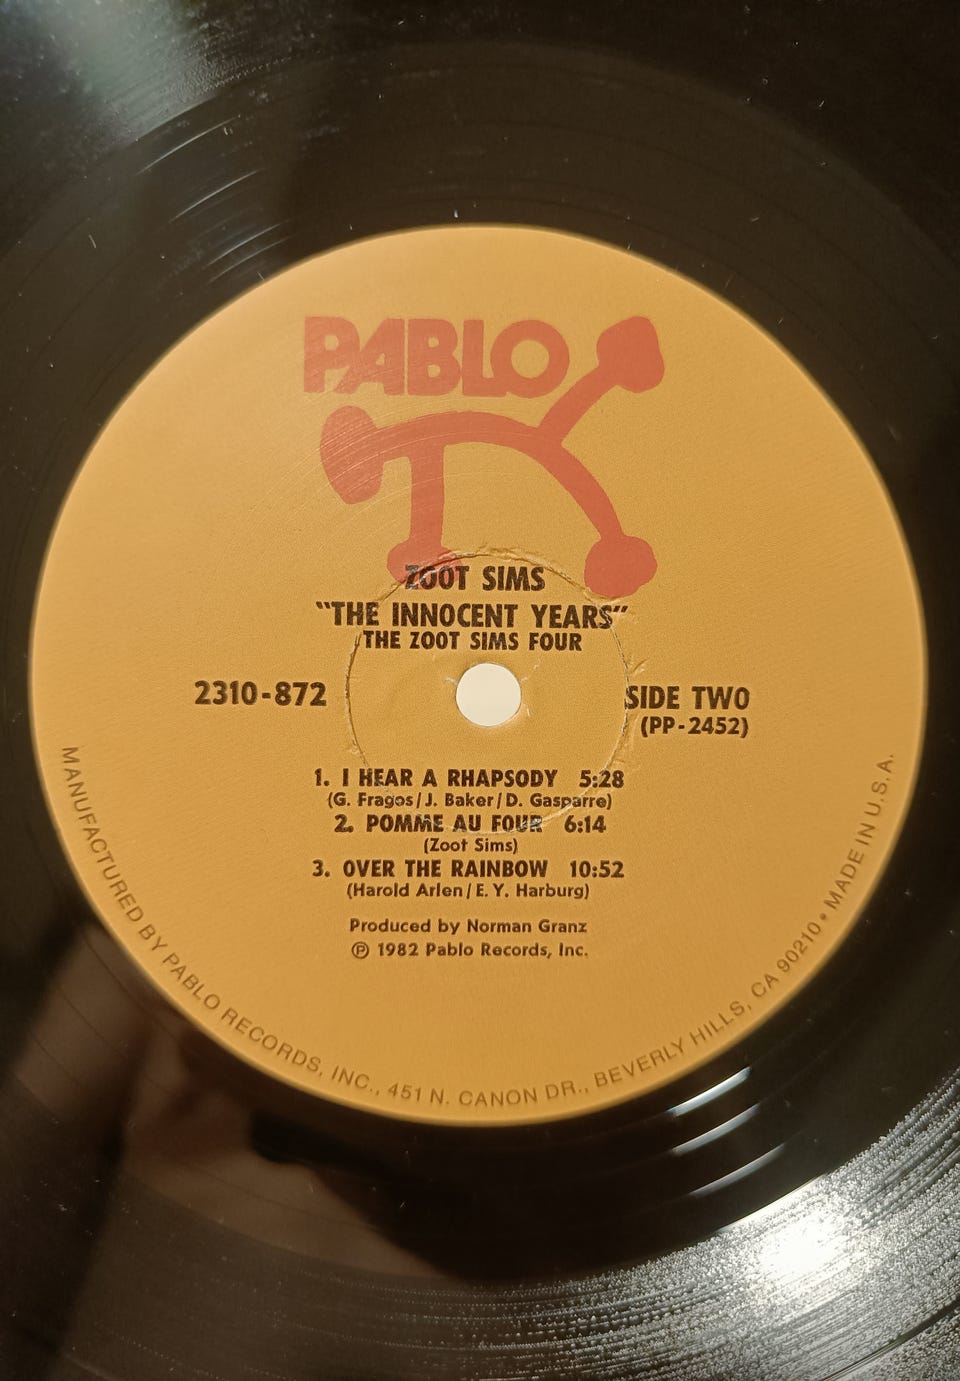 PABLO
ZOOT SIMS
"THE INNOCENT YEARS"
THE ZOOT SIMS FOUR
2310-872
SIDE TWO
(PP-2452)
1. I HEAR A RHAPSODY 5:28
(G. Fragos/J. Baker/D. Gasparre)
2. POMME AU FOUR 6:14
(Zoot Sims)
3. OVER THE RAINBOW 10:52
(Harold Arlen/E. Y. Harburg)
Produced by Norman Granz
℗ 1982 Pablo Records, Inc.
MANUFACTURED BY PABLO RECORDS, INC., 451 N. CANON DR., BEVERLY HILLS, CA 90210 • MADE IN U.S.A.